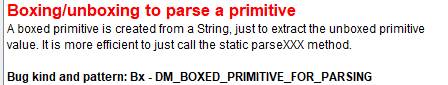 Boxing/unboxing to parse a primitive
A boxed primitive is created from a String, just to extract the unboxed primitive
value. It is more efficient to just call the static parseXXX method.
Bug kind and pattern: Bx - DM_BOXED_PRIMITIVE_FOR_PARSING